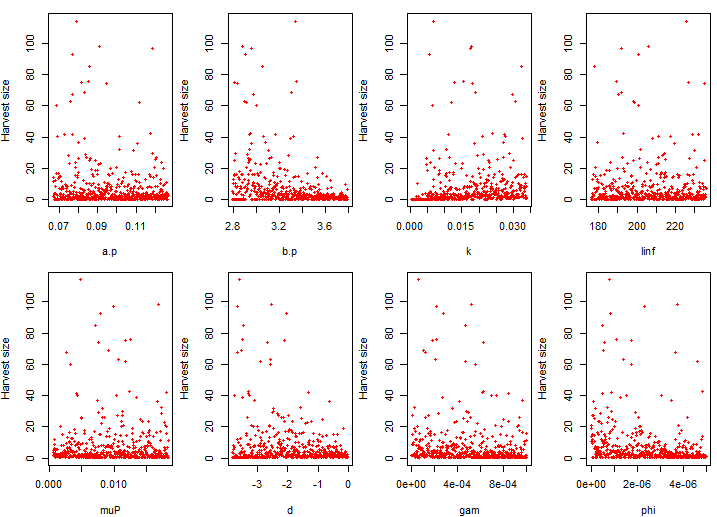 Harvest size
0 20 40 60 80 100
0.07 0.09 0.11
a.p
Harvest size
0 20 40 60 80 100
2.8 3.2 3.6
b.p
Harvest size
0 20 40 60 80 100
0.000 0.015 0.030
k
Harvest size
0 20 40 60 80 100
180 200 220
linf
Harvest size
0 20 40 60 80 100
0.000 0.010
muP
Harvest size
0 20 40 60 80 100
-3 -2 -1 0
d
Harvest size
0 20 40 60 80 100
0e+00 4e-04 8e-04
gam
Harvest size
0 20 40 60 80 100
0e+00 2e-06 4e-06
phi